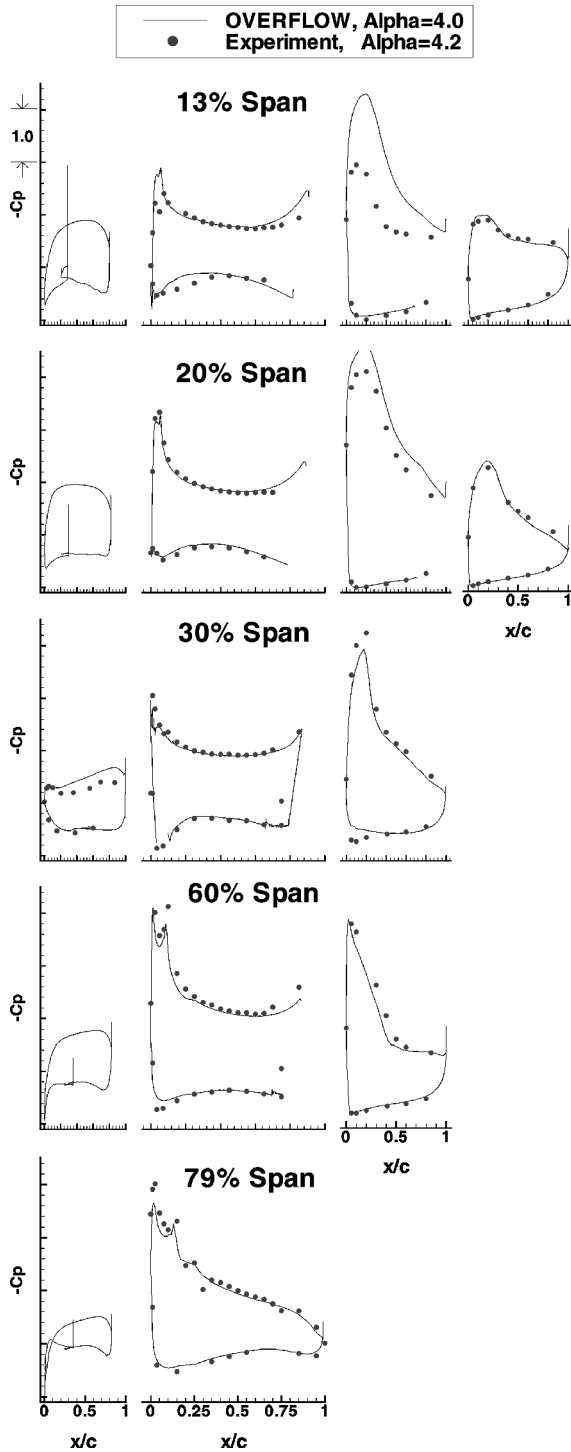 OVERFLOW, Alpha=4.0
Experiment, Alpha=4.2
13% Span
1.0
-Cp
20% Span
-Cp
0 0.5 1
x/c
30% Span
-Cp
60% Span
-Cp
0 0.5 1
x/c
79% Span
-Cp
0 1 0 0.25 0.5 0.75 1
x/c x/c